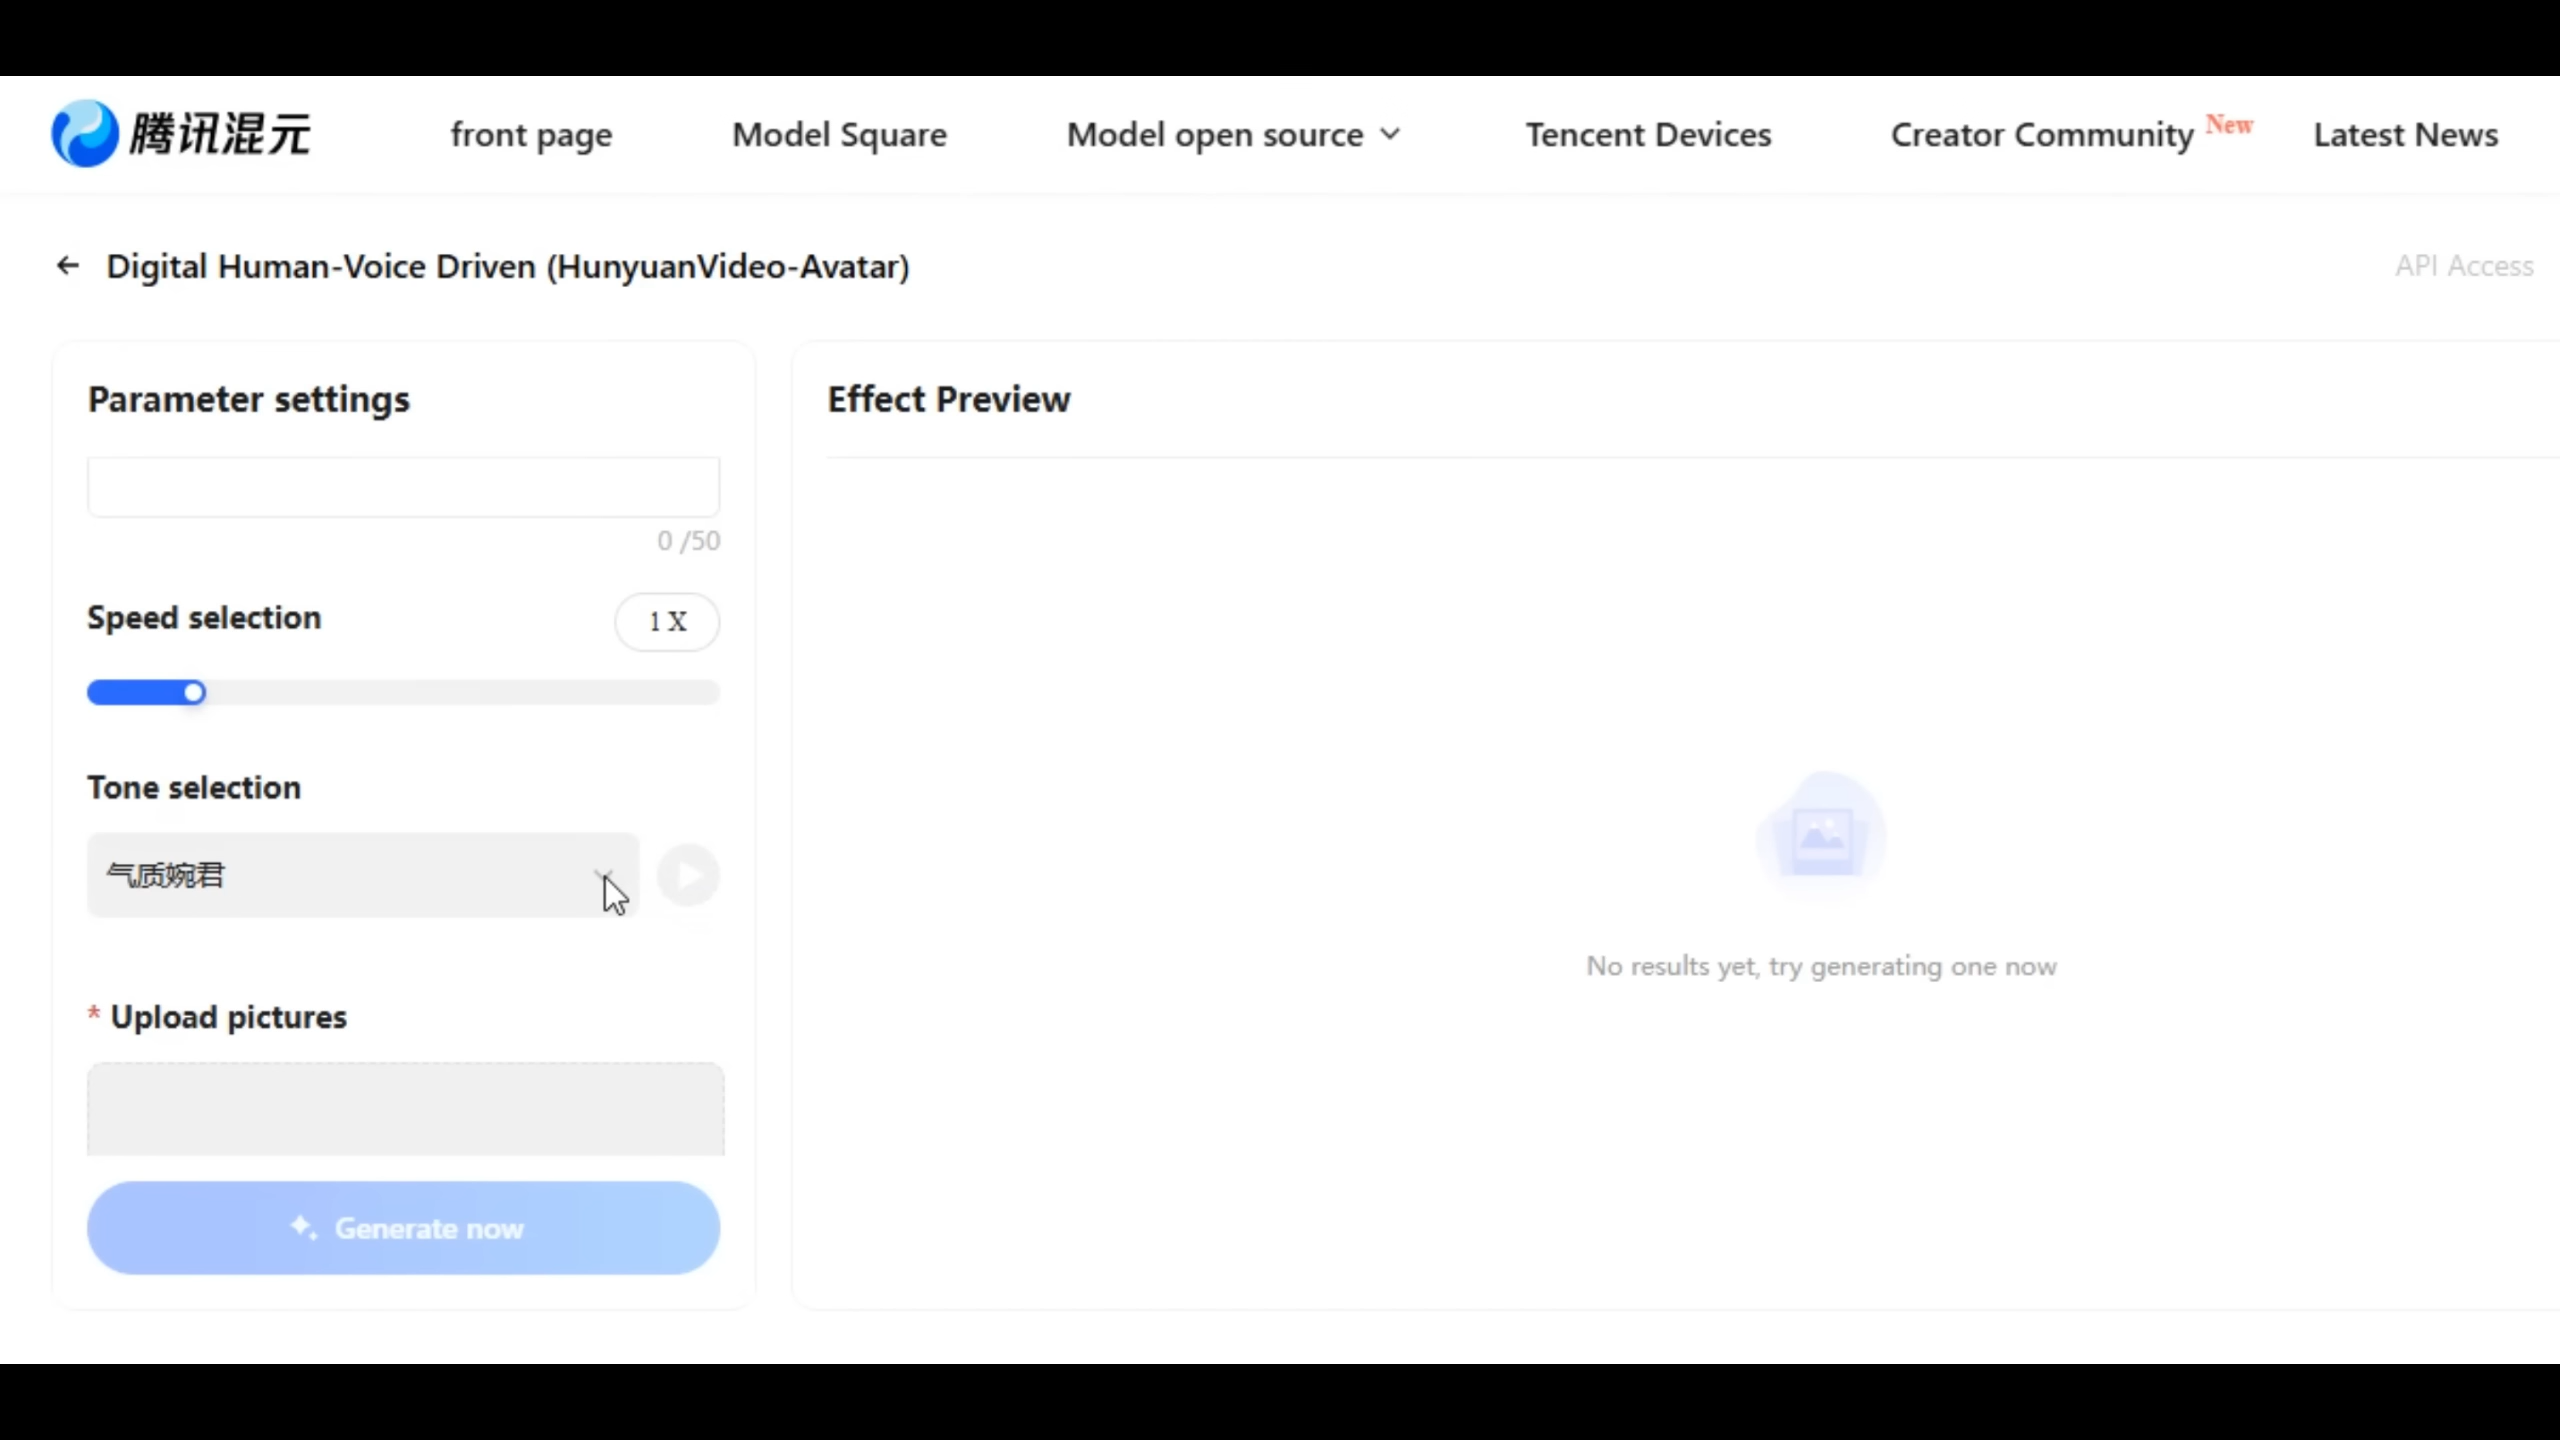 腾讯混元
front page
Model Square
Model open source
Tencent Devices
Creator Community New
Latest News
Digital Human-Voice Driven (HunyuanVideo-Avatar)
API Access
Parameter settings
0 /50
Speed selection
1 X
Tone selection
气质婉君
* Upload pictures
Generate now
Effect Preview
No results yet, try generating one now